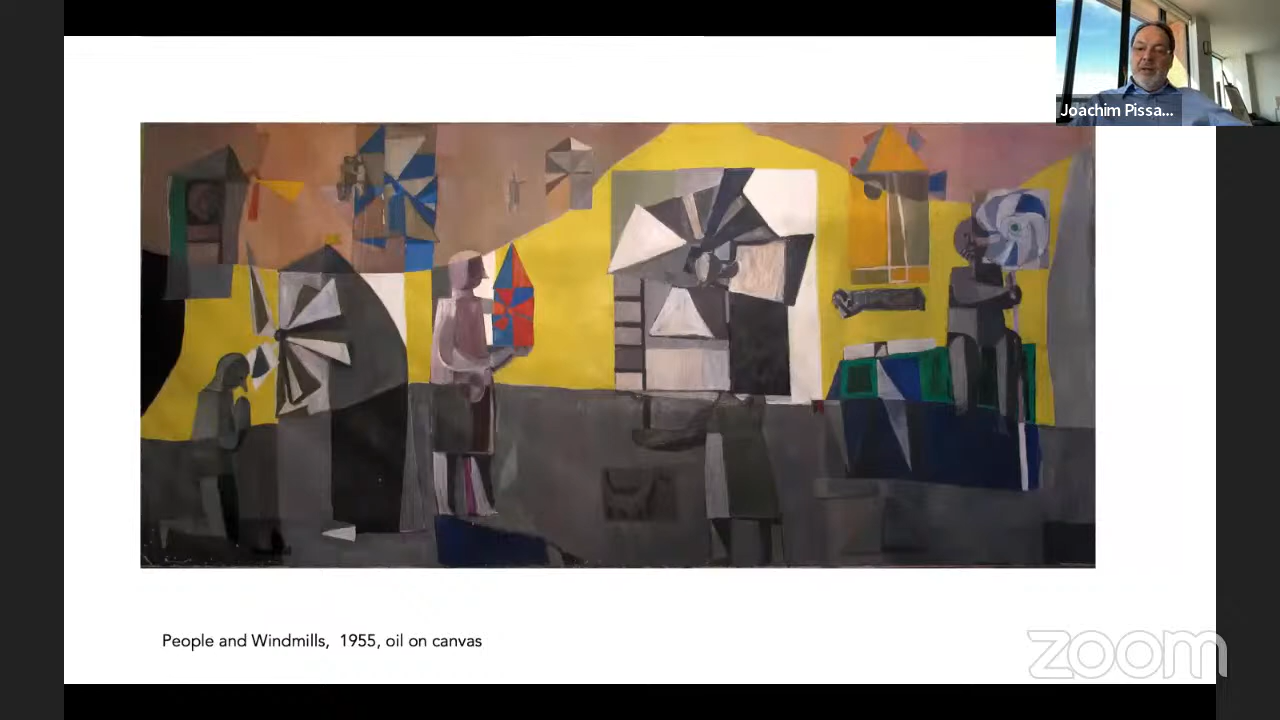 Joachim Pissa...
People and Windmills, 1955, oil on canvas
zoom